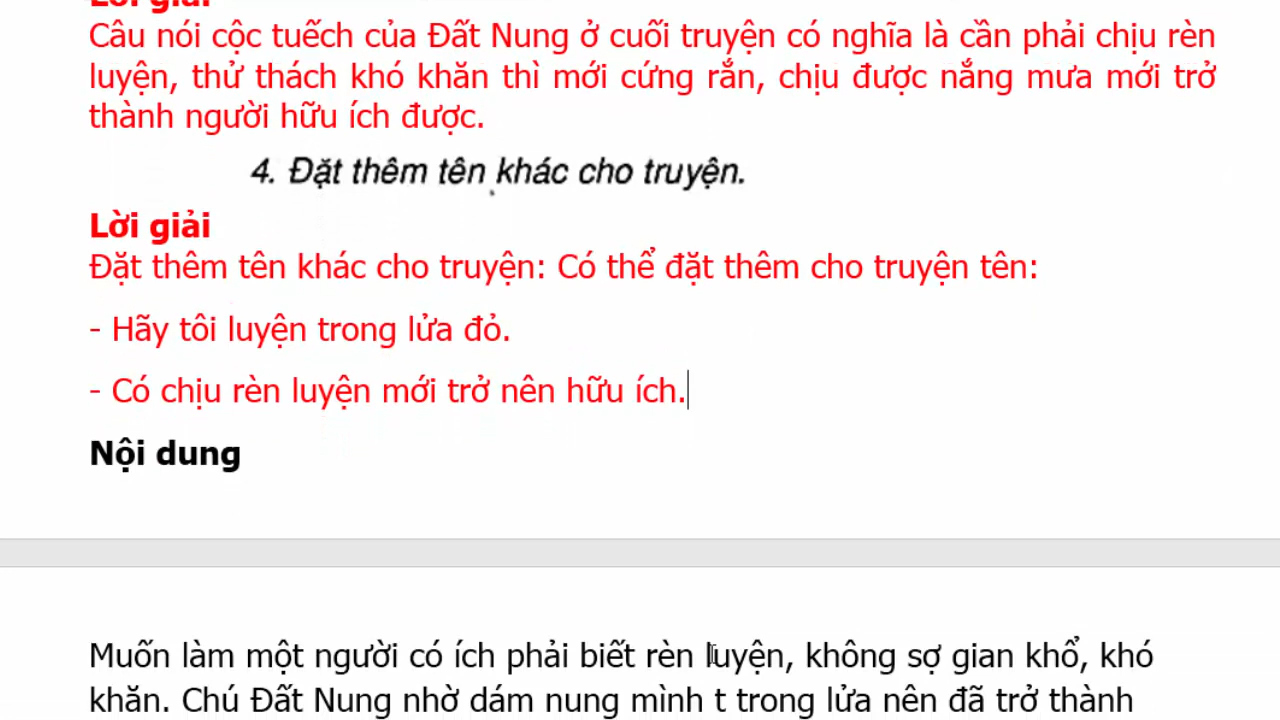 Lời giải
Câu nói cộc tuếch của Đất Nung ở cuối truyện có nghĩa là cần phải chịu rèn
luyện, thử thách khó khăn thì mới cứng rắn, chịu được nắng mưa mới trở
thành người hữu ích được.
4. Đặt thêm tên khác cho truyện.
Lời giải
Đặt thêm tên khác cho truyện: Có thể đặt thêm cho truyện tên:
- Hãy tôi luyện trong lửa đỏ.
- Có chịu rèn luyện mới trở nên hữu ích.
Nội dung
Muốn làm một người có ích phải biết rèn luyện, không sợ gian khổ, khó
khăn. Chú Đất Nung nhờ dám nung mình t trong lửa nên đã trở thành